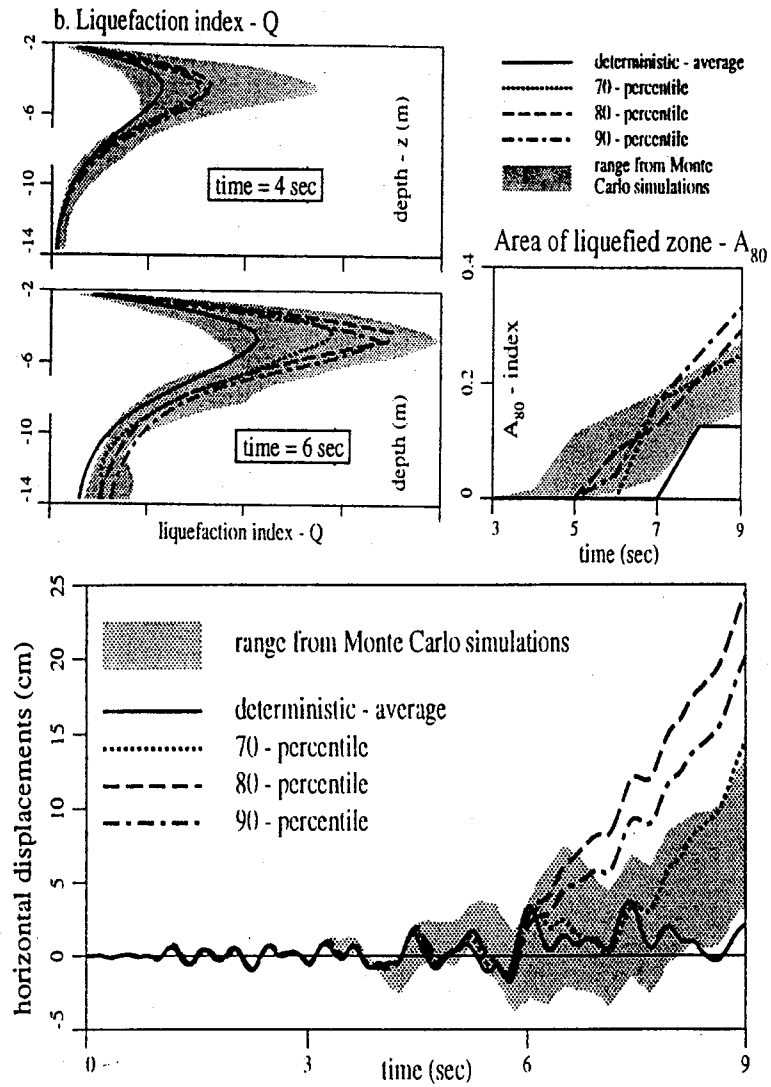 b. Liquefaction index - Q
-2
-6
-10
-14
depth - z (m)
time = 4 sec
deterministic - average
70 - percentile
80 - percentile
90 - percentile
range from Monte
Carlo simulations
-2
-6
-10
-14
depth (m)
time = 6 sec
liquefaction index - Q
Area of liquefied zone - A80
0.4
0.2
0
A80 - index
3 5 7 9
time (sec)
25
20
15
10
5
0
-5
horizontal displacements (cm)
range from Monte Carlo simulations
deterministic - average
70 - percentile
80 - percentile
90 - percentile
0 3 6 9
time (sec)